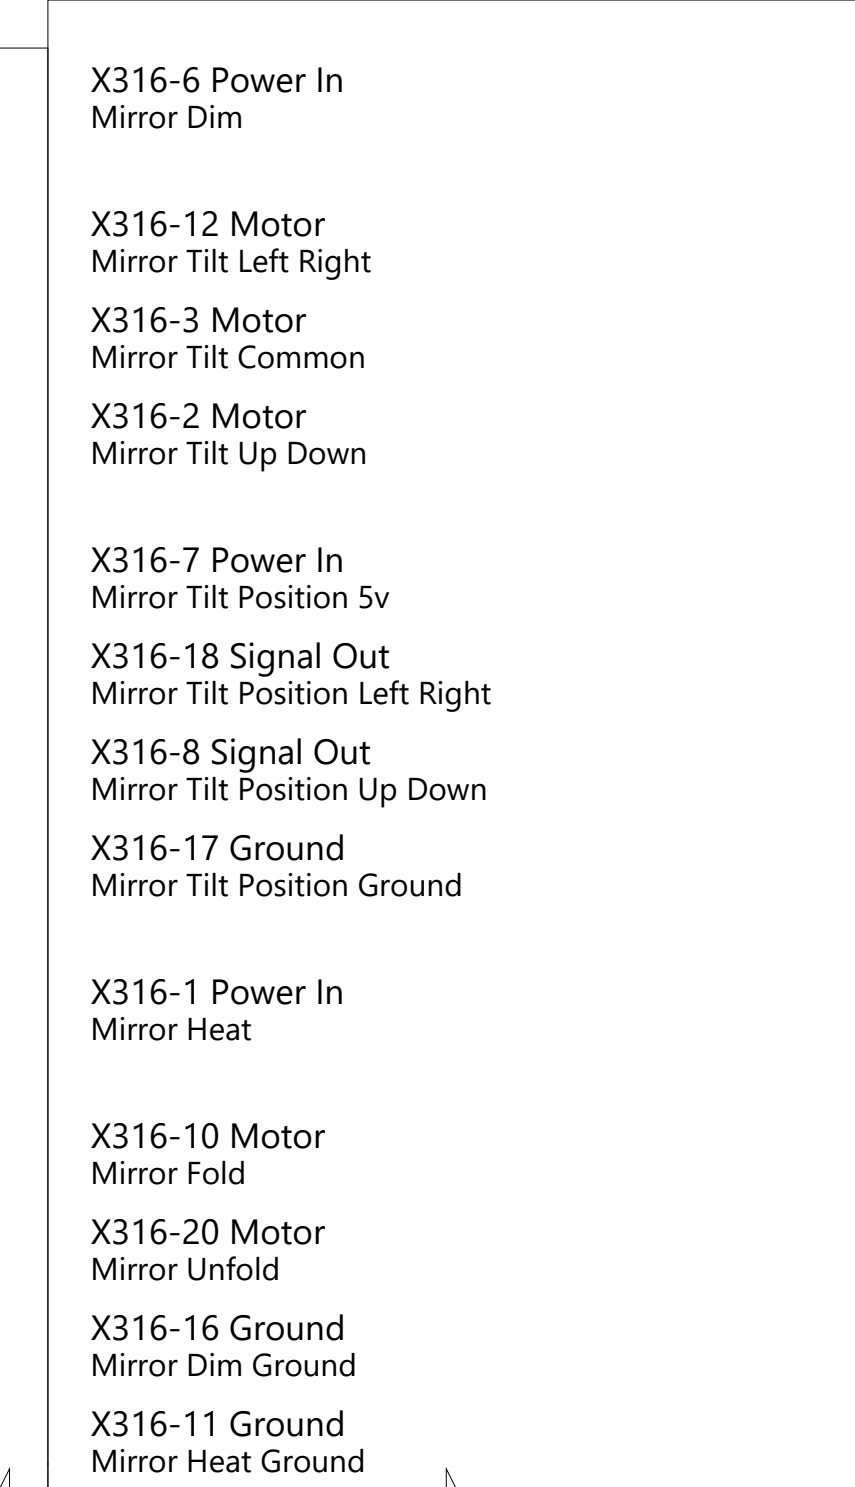 X316-6 Power In
Mirror Dim
X316-12 Motor
Mirror Tilt Left Right
X316-3 Motor
Mirror Tilt Common
X316-2 Motor
Mirror Tilt Up Down
X316-7 Power In
Mirror Tilt Position 5v
X316-18 Signal Out
Mirror Tilt Position Left Right
X316-8 Signal Out
Mirror Tilt Position Up Down
X316-17 Ground
Mirror Tilt Position Ground
X316-1 Power In
Mirror Heat
X316-10 Motor
Mirror Fold
X316-20 Motor
Mirror Unfold
X316-16 Ground
Mirror Dim Ground
X316-11 Ground
Mirror Heat Ground